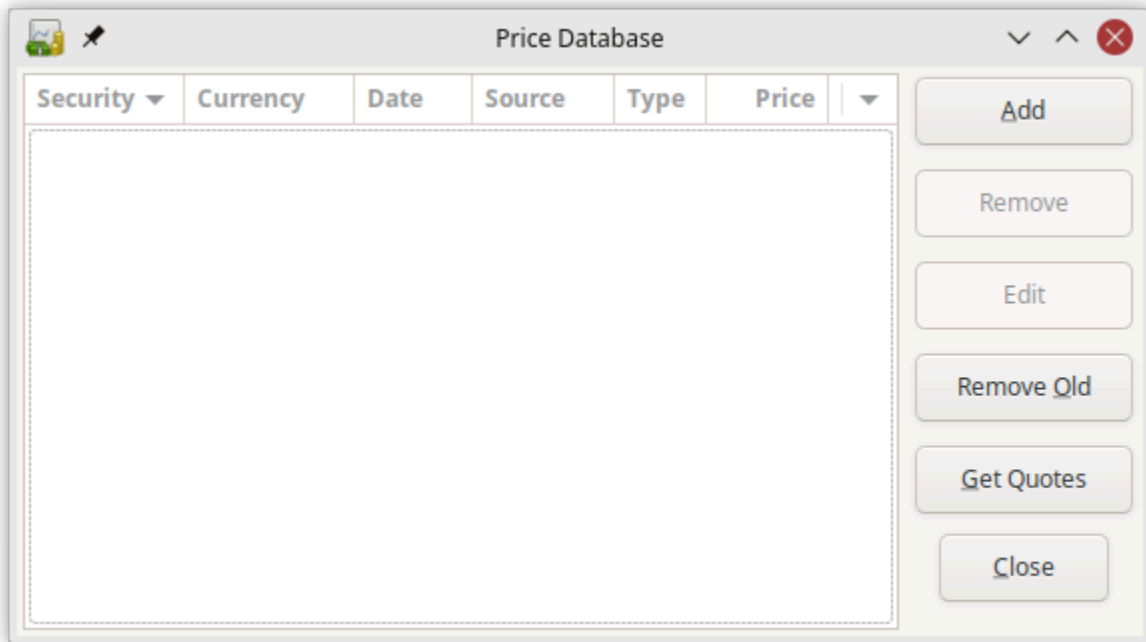 Price Database
Security Currency Date Source Type Price
Add
Remove
Edit
Remove Old
Get Quotes
Close